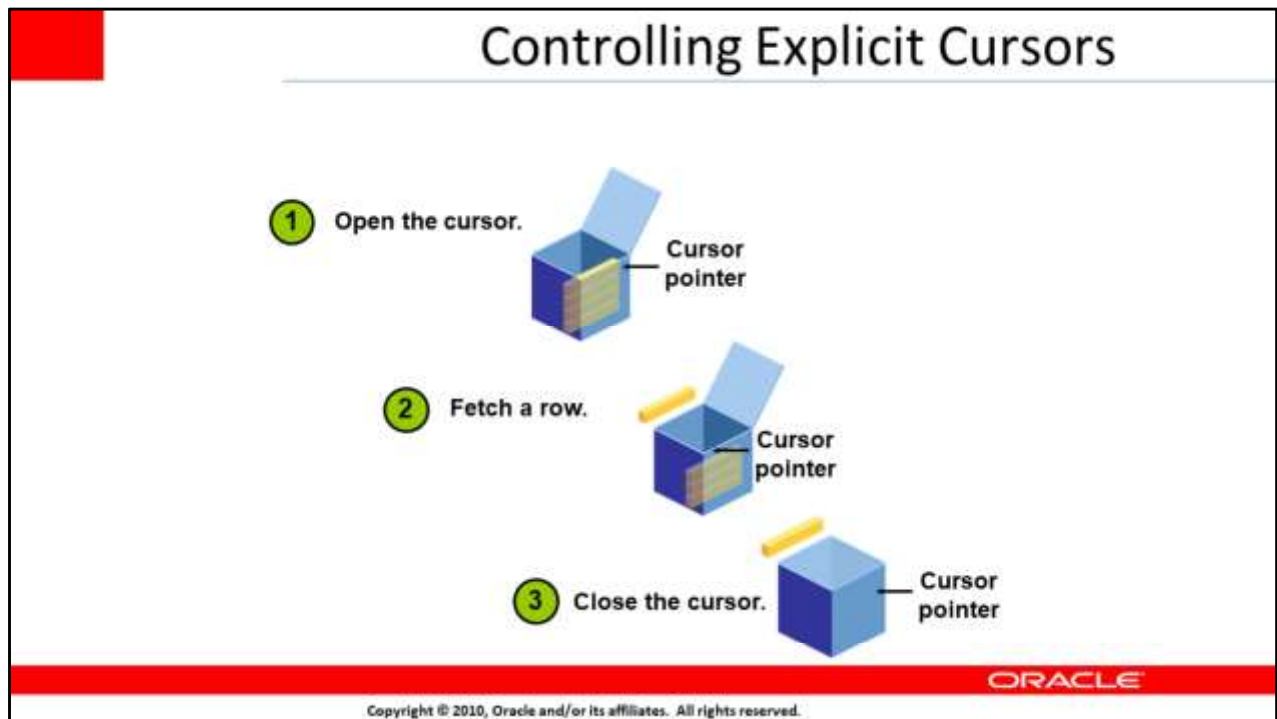 Controlling Explicit Cursors
1 Open the cursor.
Cursor
pointer
2 Fetch a row.
Cursor
pointer
3 Close the cursor.
Cursor
pointer
ORACLE
Copyright © 2010, Oracle and/or its affiliates. All rights reserved.